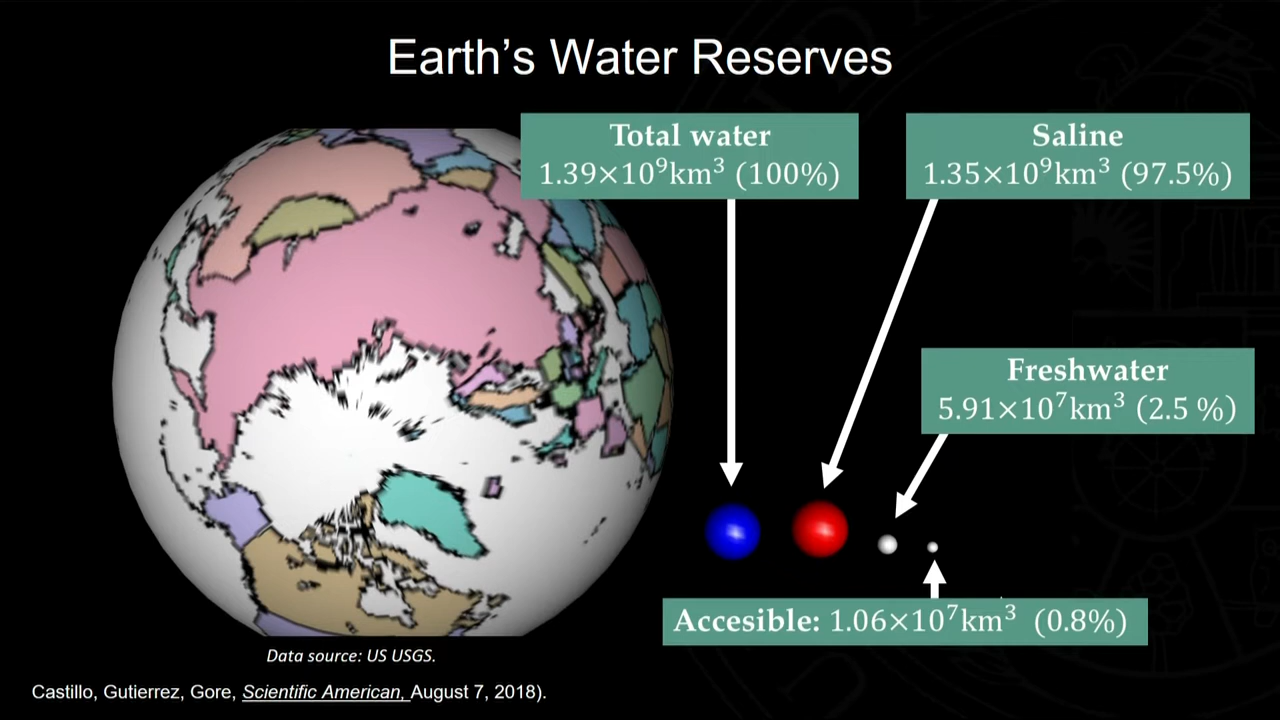 Earth's Water Reserves
Total water
1.39×10⁹km³ (100%)
Saline
1.35×10⁹km³ (97.5%)
Freshwater
5.91×10⁷km³ (2.5 %)
Accesible: 1.06×10⁷km³ (0.8%)
Data source: US USGS.
Castillo, Gutierrez, Gore, Scientific American, August 7, 2018).